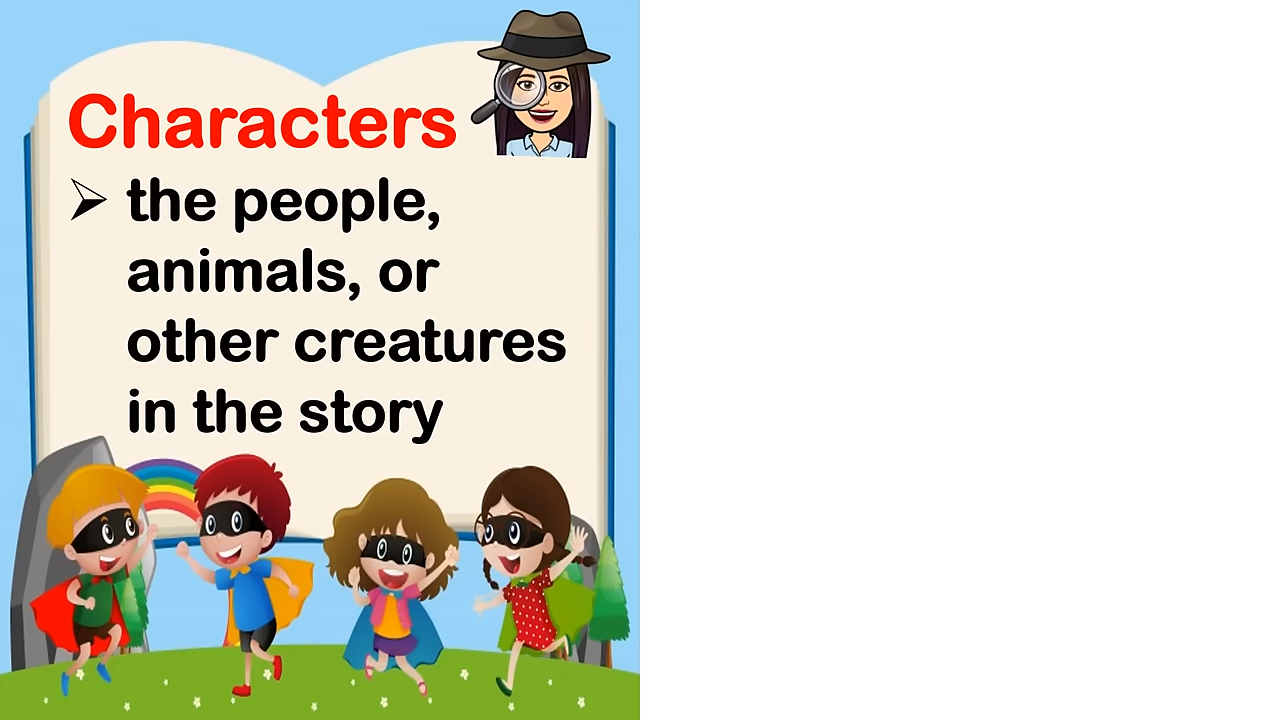 Characters
➢ the people,
animals, or
other creatures
in the story